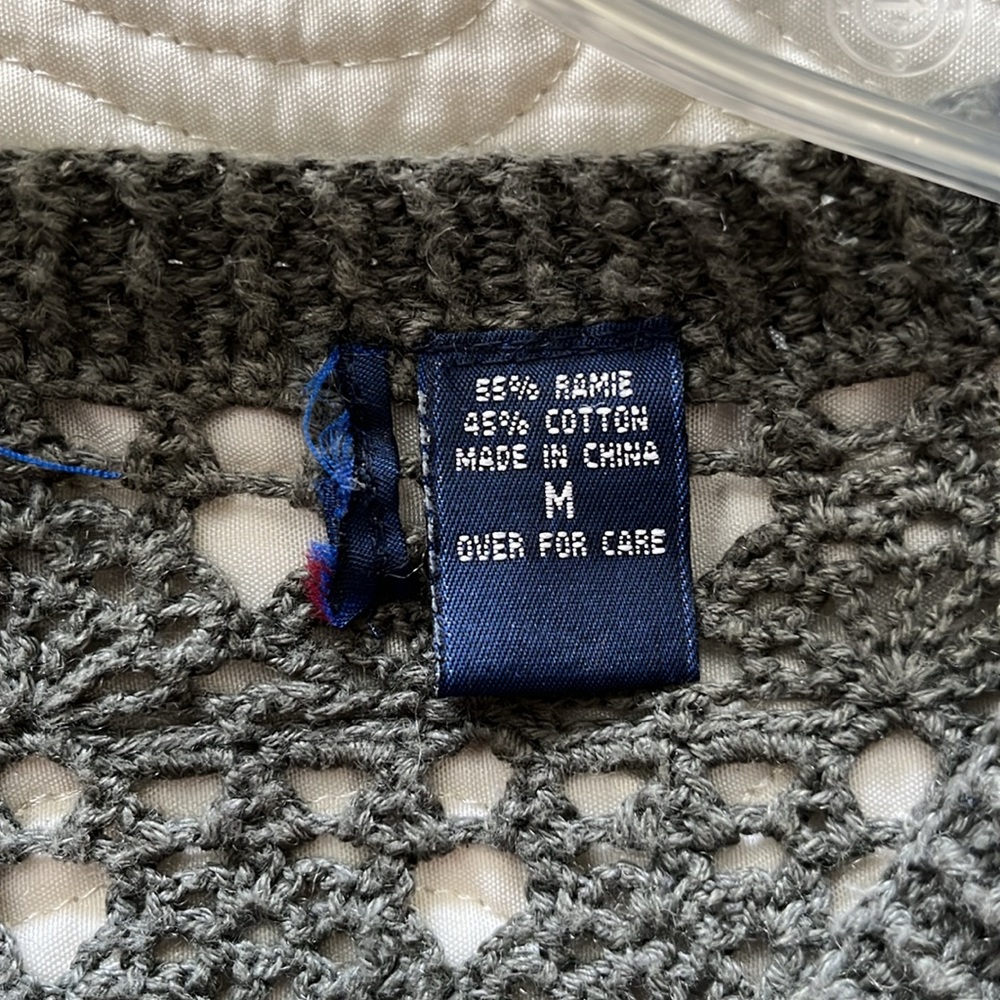 55% RAMIE
45% COTTON
MADE IN CHINA
M
OVER FOR CARE